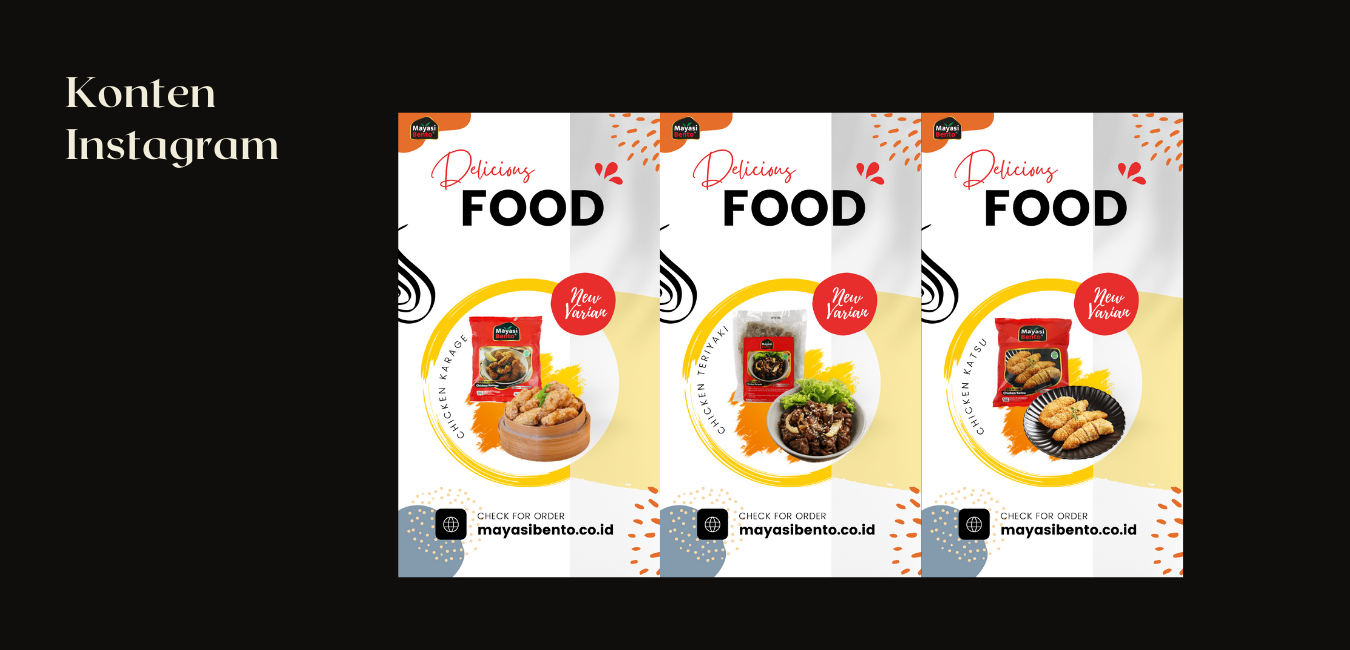 Konten
Instagram
Mayasi
Bento
Delicious
FOOD
New
Varian
CHICKEN KARAGE
Mayasi
Bento
CHECK FOR ORDER
mayasibento.co.id
Mayasi
Bento
Delicious
FOOD
New
Varian
CHICKEN TERIYAKI
Mayasi
Bento
CHECK FOR ORDER
mayasibento.co.id
Mayasi
Bento
Delicious
FOOD
New
Varian
CHICKEN KATSU
Mayasi
Bento
CHECK FOR ORDER
mayasibento.co.id